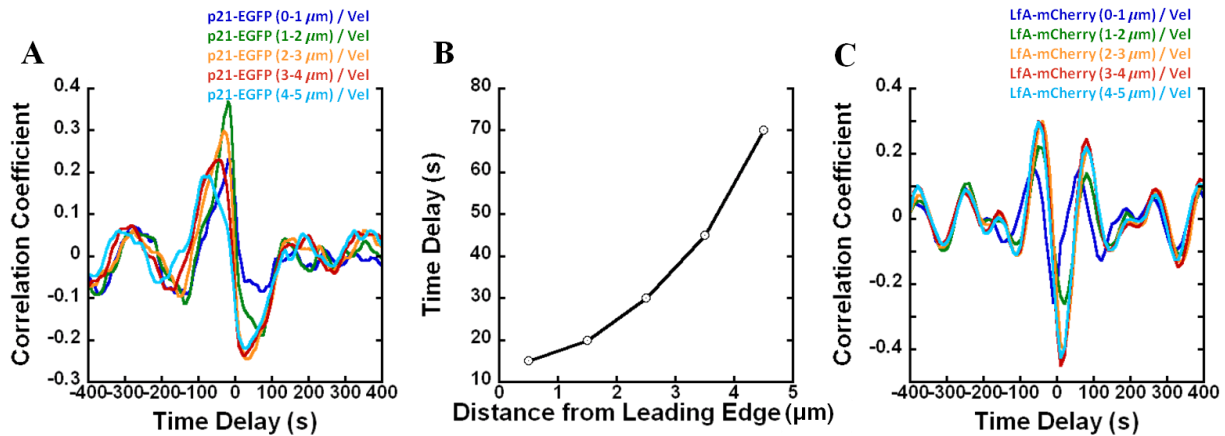 A
p21-EGFP (0-1 μm) / Vel
p21-EGFP (1-2 μm) / Vel
p21-EGFP (2-3 μm) / Vel
p21-EGFP (3-4 μm) / Vel
p21-EGFP (4-5 μm) / Vel
Correlation Coefficient
0.4
0.3
0.2
0.1
0
-0.1
-0.2
-0.3
-400-300-200-100 0 100 200 300 400
Time Delay (s)
B
Time Delay (s)
80
70
60
50
40
30
20
10
0 1 2 3 4 5
Distance from Leading Edge (μm)
C
LfA-mCherry (0-1 μm) / Vel
LfA-mCherry (1-2 μm) / Vel
LfA-mCherry (2-3 μm) / Vel
LfA-mCherry (3-4 μm) / Vel
LfA-mCherry (4-5 μm) / Vel
Correlation Coefficient
0.4
0.2
0
-0.2
-0.4
-400-300-200-100 0 100 200 300 400
Time Delay (s)